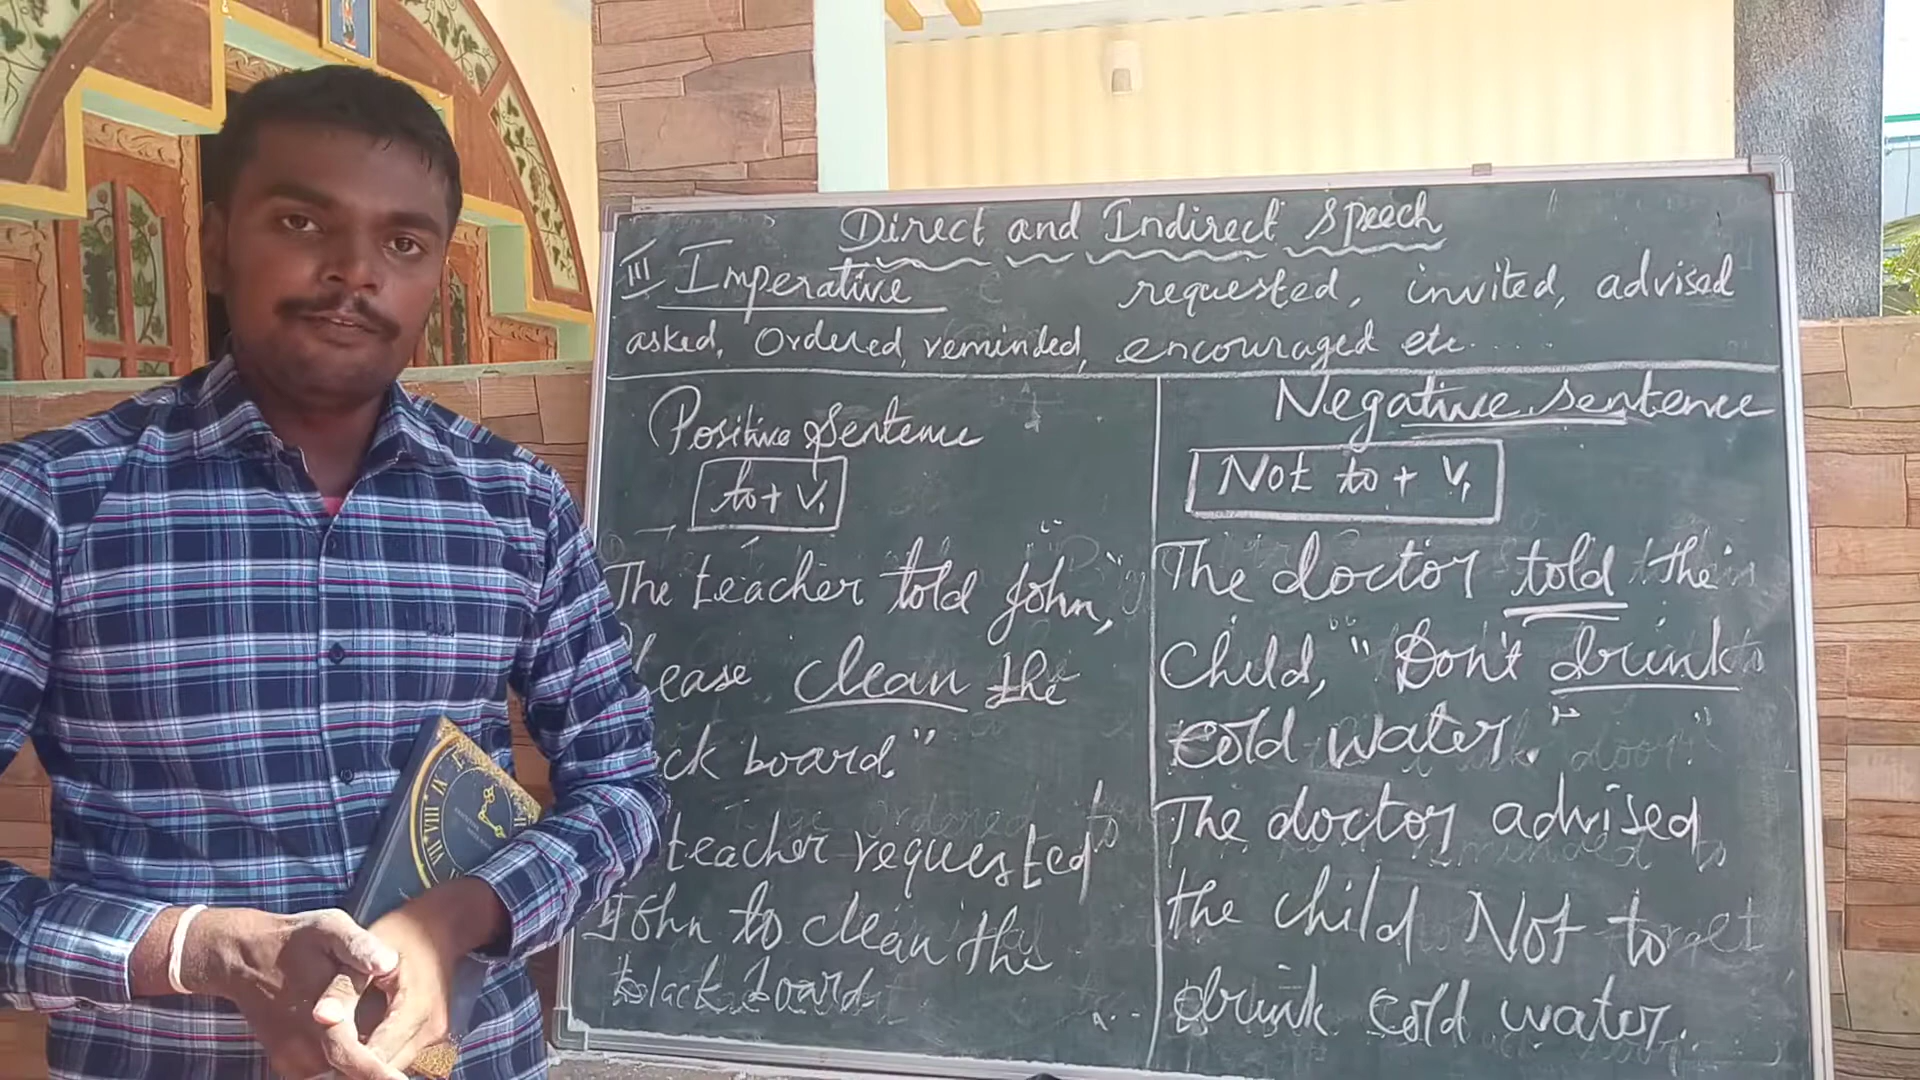 Direct and Indirect Speech
III Imperative requested, invited, advised
asked, Ordered, reminded, encouraged etc.....
Positive Sentence
to + V1
The teacher told John, "
lease clean the
ck board."
teacher requested
John to clean the
black board
Negative sentence
Not to + V1
The doctor told the
child, "Don't drink
cold water."
The doctor advised
the child Not to
drink cold water.
VIII
VII